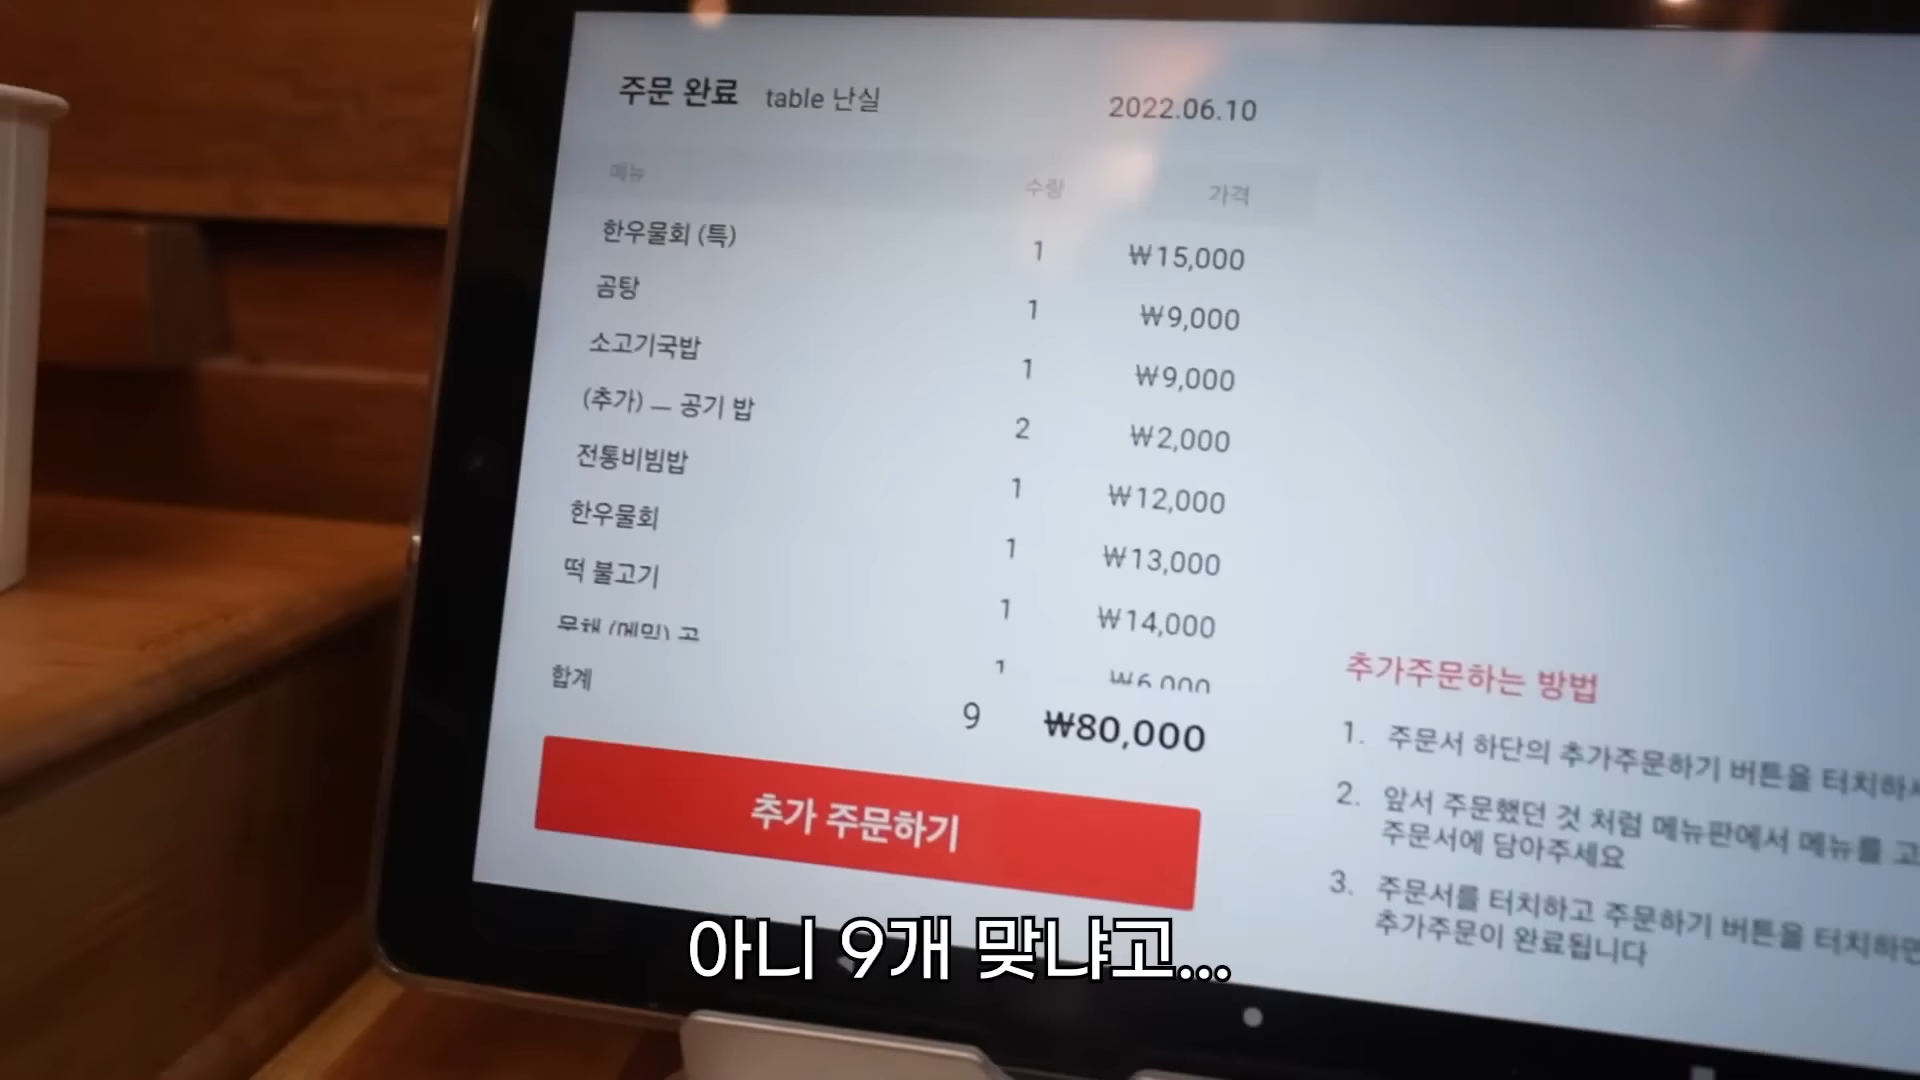 주문 완료 table 난실 2022.06.10
메뉴 수량 가격
한우물회 (특) 1 ₩15,000
곰탕 1 ₩9,000
소고기국밥 1 ₩9,000
(추가) — 공기 밥 2 ₩2,000
전통비빔밥 1 ₩12,000
한우물회 1 ₩13,000
떡 불고기 1 ₩14,000
1 ₩6,000
합계 9 ₩80,000
추가 주문하기
추가주문하는 방법
1. 주문서 하단의 추가주문하기 버튼을
2. 앞서 주문했던 것 처럼 메뉴판에서 메뉴를
주문서에 담아주세요
3. 주문서를 터치하고 주문하기 버튼을
추가주문이 완료됩니다
아니 9개 맞냐고...